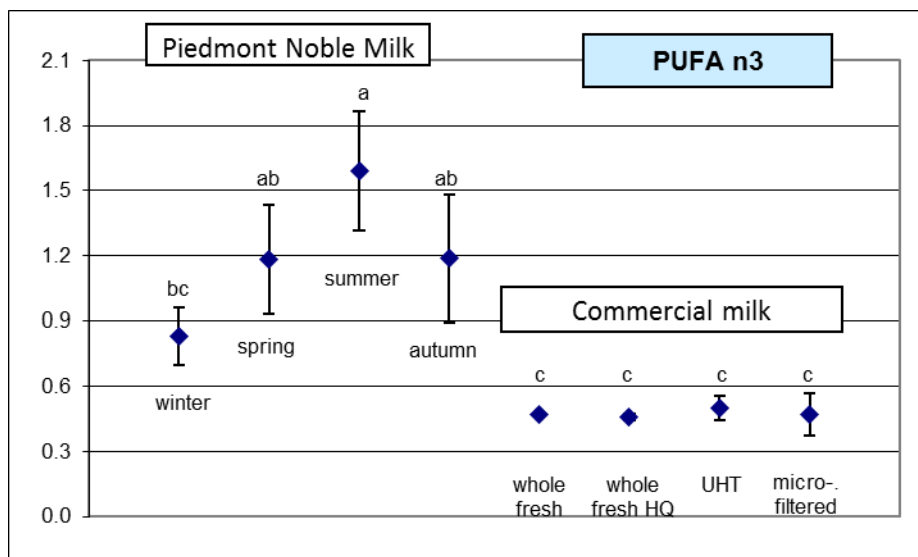 Piedmont Noble Milk
PUFA n3
2.1
1.8
1.5
1.2
0.9
0.6
0.3
0.0
a
ab
ab
bc
summer
spring
autumn
winter
Commercial milk
c
c
c
c
whole
fresh
whole
fresh HQ
UHT
micro-.
filtered